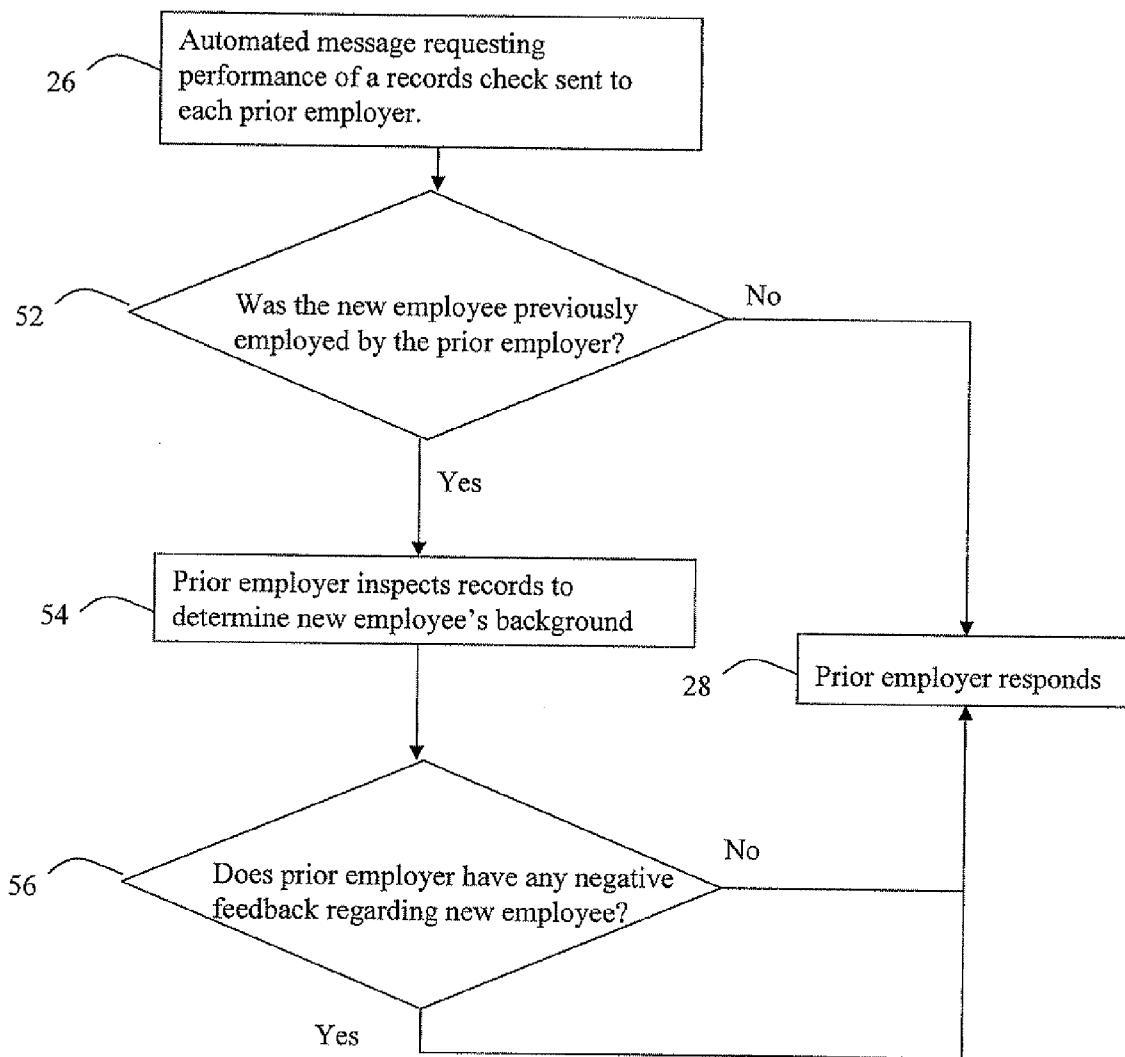 Automated message requesting
performance of a records check sent to
each prior employer.
26
Was the new employee previously
employed by the prior employer?
52
No
Yes
Prior employer inspects records to
determine new employee's background
54
28
Prior employer responds
Does prior employer have any negative
feedback regarding new employee?
56
No
Yes